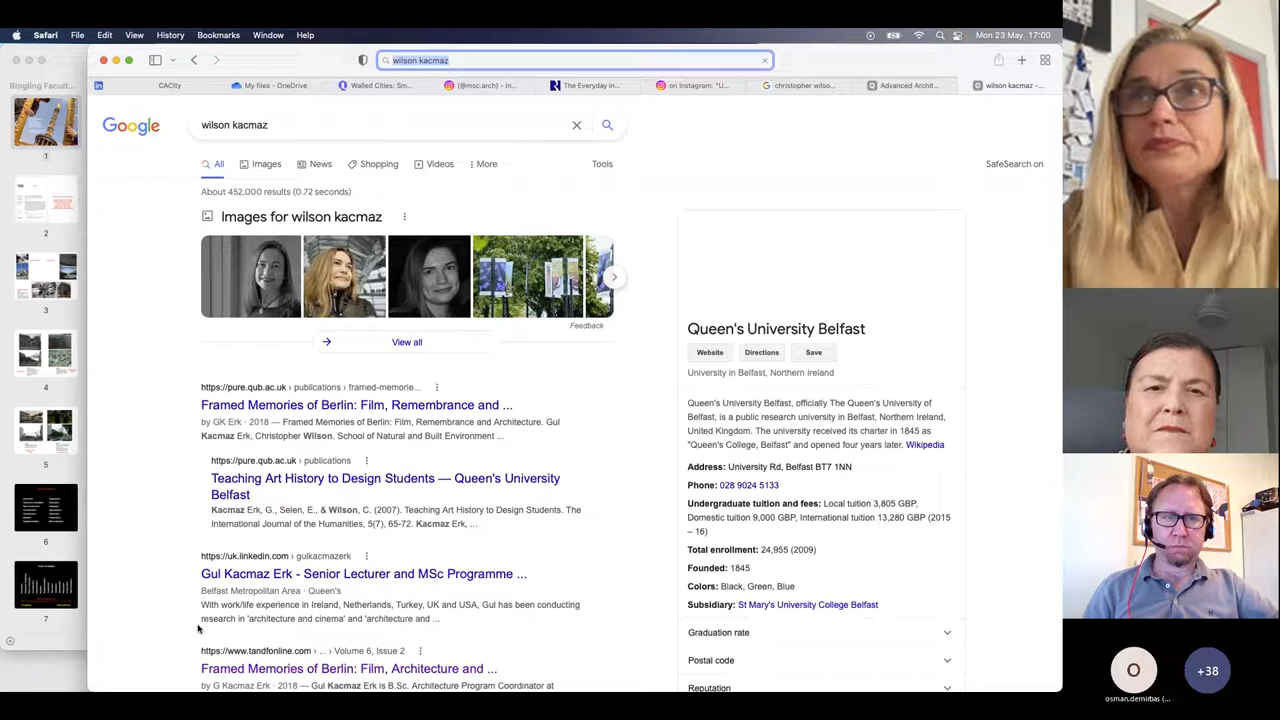 Safari File Edit View History Bookmarks Window Help
Mon 23 May 17:00
wilson kacmaz
CACity
My files - OneDrive
Walled Cities: Sm...
(@msc.arch) - In...
The Everyday in...
on Instagram: "U...
christopher wilso...
Advanced Archit...
wilson kacmaz -...
Ringling Facult...
1
2
3
4
5
6
7
Google
wilson kacmaz
All Images News Shopping Videos More Tools
SafeSearch on
About 452,000 results (0.72 seconds)
Images for wilson kacmaz
Feedback
View all
https://pure.qub.ac.uk › publications › framed-memorie...
Framed Memories of Berlin: Film, Remembrance and ...
by GK Erk · 2018 — Framed Memories of Berlin: Film, Remembrance and Architecture. Gul
Kacmaz Erk, Christopher Wilson. School of Natural and Built Environment ...
https://pure.qub.ac.uk › publications
Teaching Art History to Design Students — Queen's University
Belfast
Kacmaz Erk, G., Selen, E., & Wilson, C. (2007). Teaching Art History to Design Students. The
International Journal of the Humanities, 5(7), 65-72. Kacmaz Erk, ...
https://uk.linkedin.com › gulkacmazerk
Gul Kacmaz Erk - Senior Lecturer and MSc Programme ...
Belfast Metropolitan Area · Queen's
With work/life experience in Ireland, Netherlands, Turkey, UK and USA, Gul has been conducting
research in 'architecture and cinema' and 'architecture and ...
https://www.tandfonline.com › ... › Volume 6, Issue 2
Framed Memories of Berlin: Film, Architecture and ...
by G Kacmaz Erk · 2018 — Gul Kacmaz Erk is B.Sc. Architecture Program Coordinator at
Queen's University Belfast
Website Directions Save
University in Belfast, Northern Ireland
Queen's University Belfast, officially The Queen's University of
Belfast, is a public research university in Belfast, Northern Ireland,
United Kingdom. The university received its charter in 1845 as
"Queen's College, Belfast" and opened four years later. Wikipedia
Address: University Rd, Belfast BT7 1NN
Phone: 028 9024 5133
Undergraduate tuition and fees: Local tuition 3,805 GBP,
Domestic tuition 9,000 GBP, International tuition 13,280 GBP (2015
– 16)
Total enrollment: 24,955 (2009)
Founded: 1845
Colors: Black, Green, Blue
Subsidiary: St Mary's University College Belfast
Graduation rate
Postal code
Reputation
O
+38
osman.demirbas (...